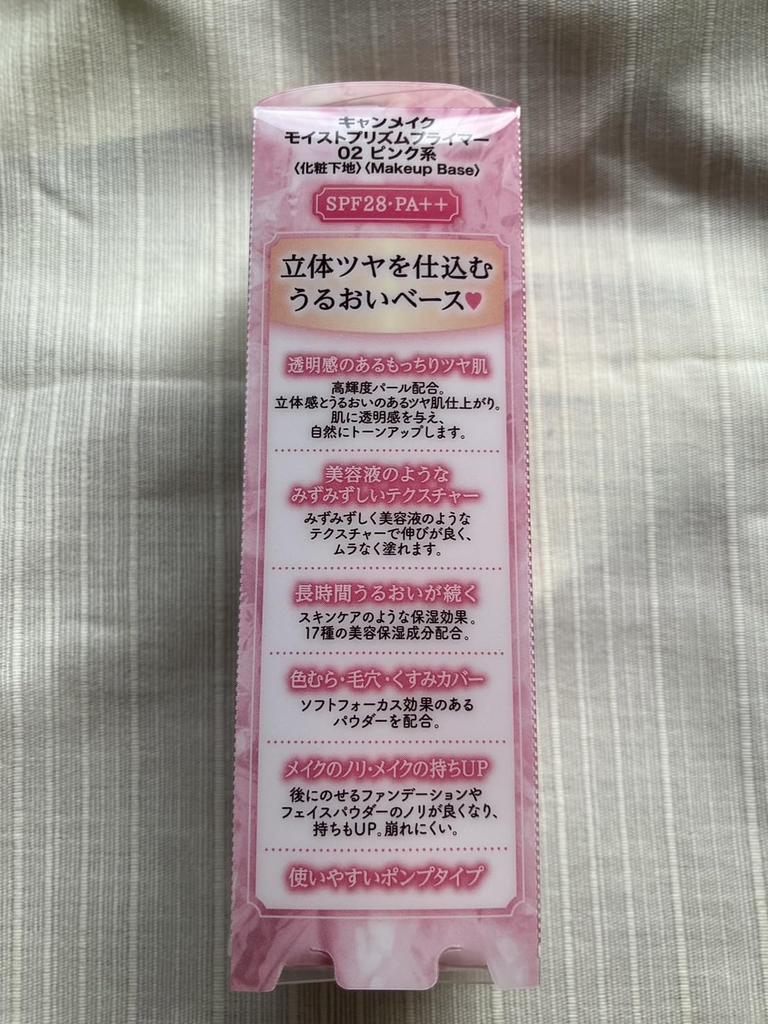 キャンメイク
モイストプリズムプライマー
02 ピンク系
〈化粧下地〉〈Makeup Base〉
SPF28・PA++
立体ツヤを仕込む
うるおいベース♥
透明感のあるもっちりツヤ肌
高輝度パール配合。
立体感とうるおいのあるツヤ肌仕上がり。
肌に透明感を与え、
自然にトーンアップします。
美容液のような
みずみずしいテクスチャー
みずみずしく美容液のような
テクスチャーで伸びが良く、
ムラなく塗れます。
長時間うるおいが続く
スキンケアのような保湿効果。
17種の美容保湿成分配合。
色むら・毛穴・くすみカバー
ソフトフォーカス効果のある
パウダーを配合。
メイクのノリ・メイクの持ちUP
後にのせるファンデーションや
フェイスパウダーのノリが良くなり、
持ちもUP。崩れにくい。
使いやすいポンプタイプ